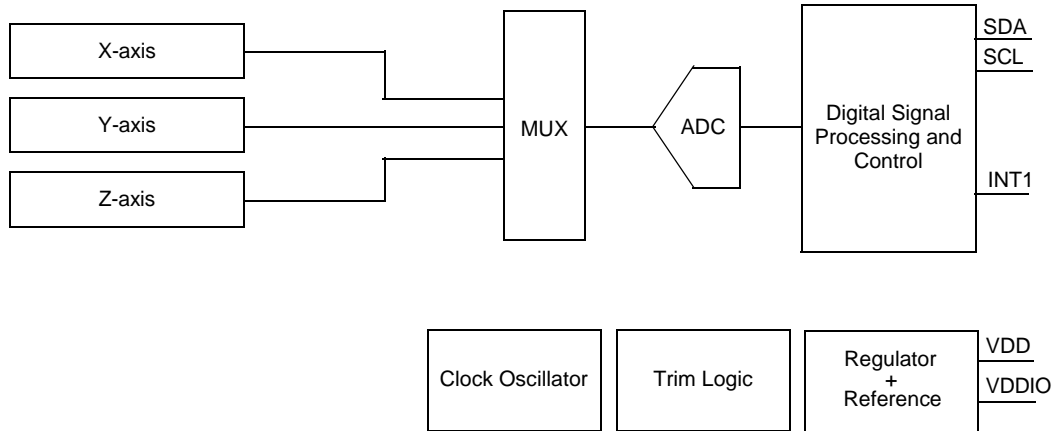 X-axis
Y-axis
Z-axis
MUX
ADC
Digital Signal
Processing and
Control
SDA
SCL
INT1
Clock Oscillator
Trim Logic
Regulator
+
Reference
VDD
VDDIO